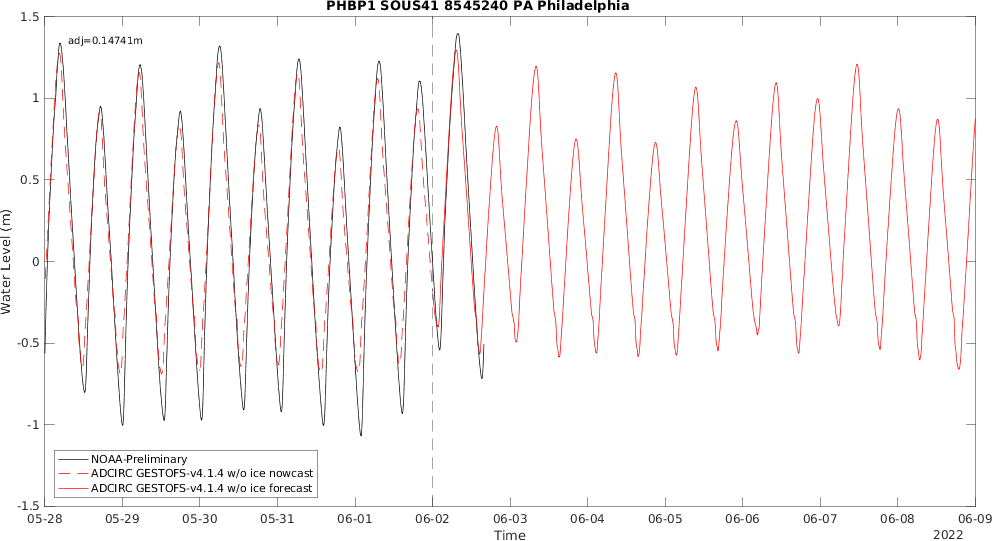 PHBP1 SOUS41 8545240 PA Philadelphia
adj=0.14741m
1.5
1
0.5
0
-0.5
-1
-1.5
Water Level (m)
NOAA-Preliminary
ADCIRC GESTOFS-v4.1.4 w/o ice nowcast
ADCIRC GESTOFS-v4.1.4 w/o ice forecast
05-28 05-29 05-30 05-31 06-01 06-02 06-03 06-04 06-05 06-06 06-07 06-08 06-09
Time
2022